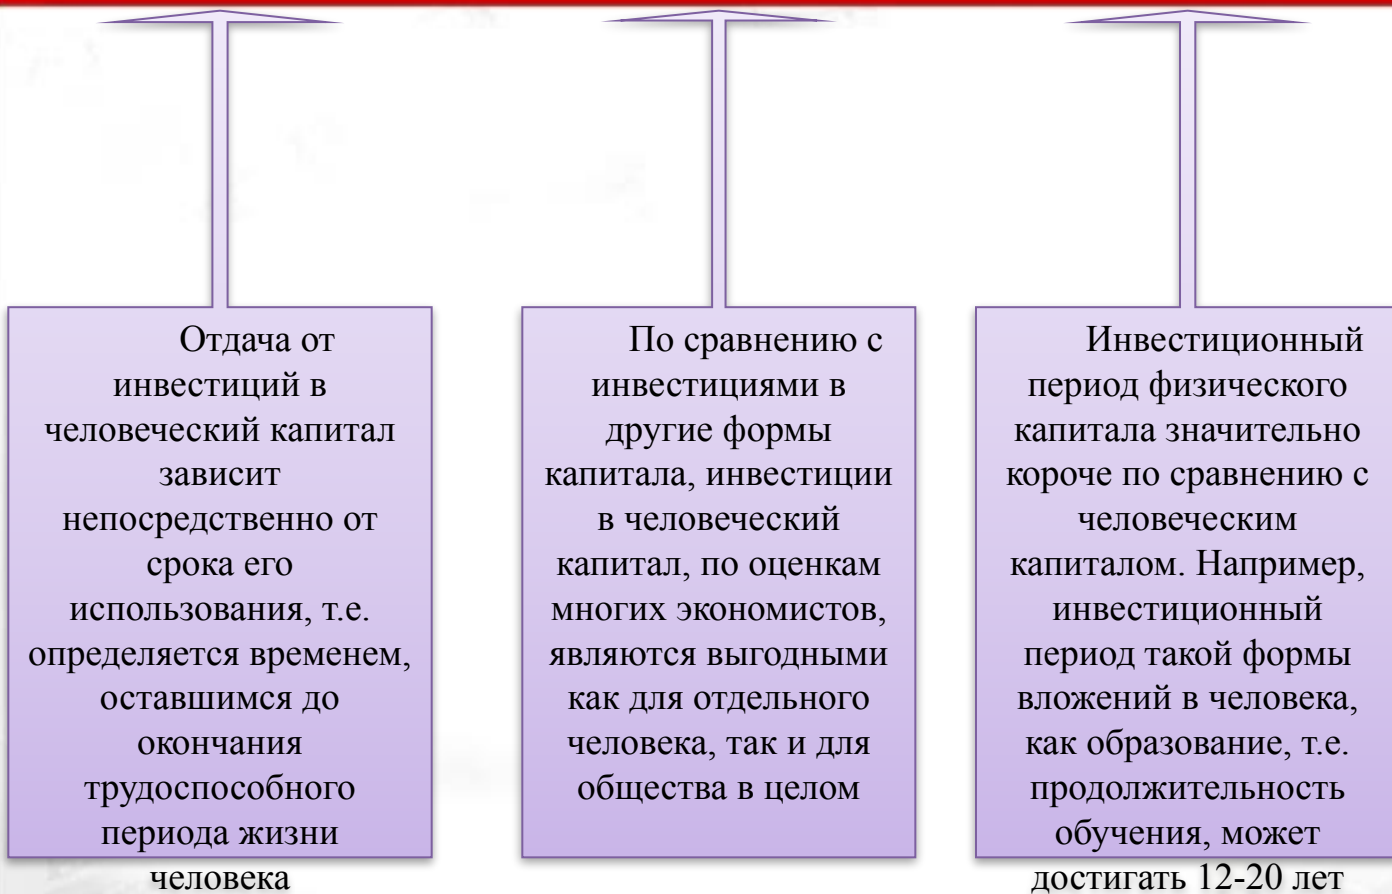 Отдача от
инвестиций в
человеческий капитал
зависит
непосредственно от
срока его
использования, т.е.
определяется временем,
оставшимся до
окончания
трудоспособного
периода жизни
человека
По сравнению с
инвестициями в
другие формы
капитала, инвестиции
в человеческий
капитал, по оценкам
многих экономистов,
являются выгодными
как для отдельного
человека, так и для
общества в целом
Инвестиционный
период физического
капитала значительно
короче по сравнению с
человеческим
капиталом. Например,
инвестиционный
период такой формы
вложений в человека,
как образование, т.е.
продолжительность
обучения, может
достигать 12-20 лет